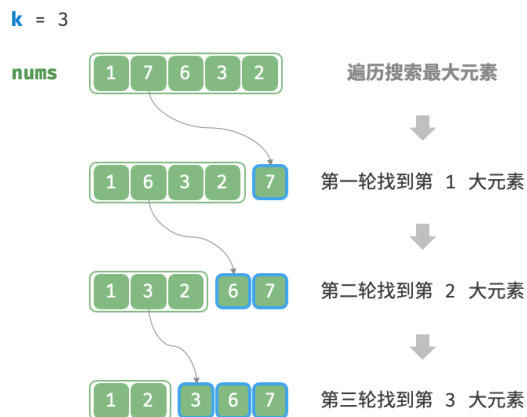 k = 3
nums 1 7 6 3 2 遍历搜索最大元素
1 6 3 2 7 第一轮找到第 1 大元素
1 3 2 6 7 第二轮找到第 2 大元素
1 2 3 6 7 第三轮找到第 3 大元素